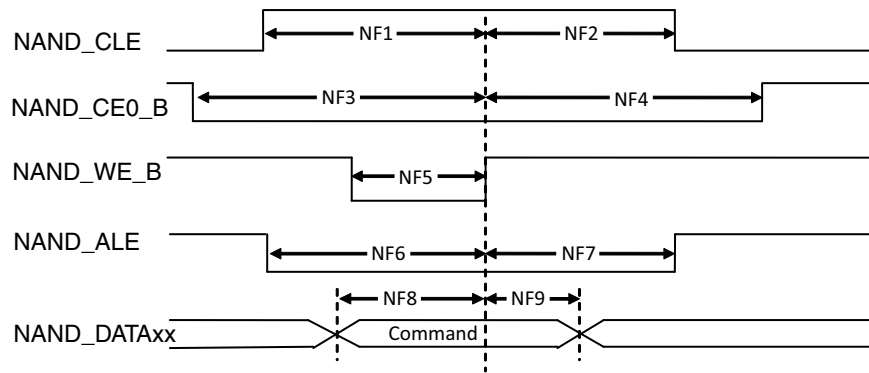 NF1 NF2
NAND_CLE
NF3 NF4
NAND_CE0_B
NF5
NAND_WE_B
NAND_ALE
NF6 NF7
NF8 NF9
NAND_DATAxx Command